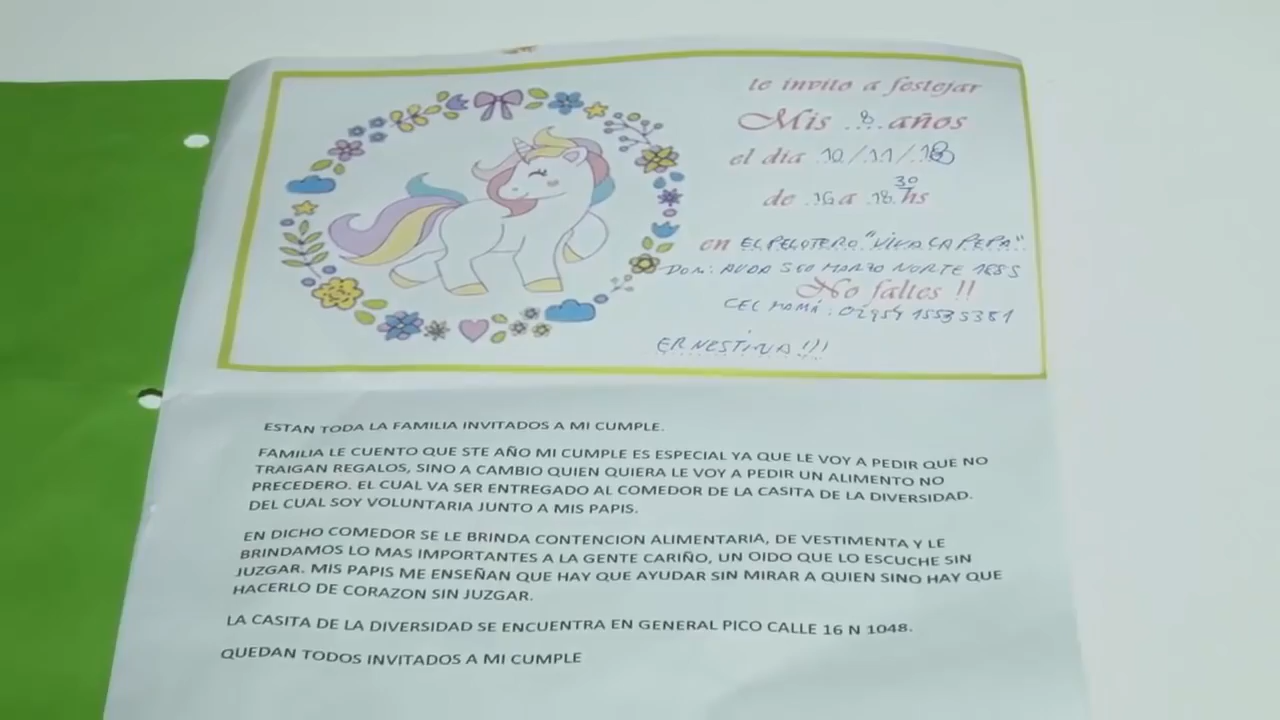 te invito a festejar
Mis 8 años
el dia 10/11/18
de 16 a 18.30 hs
en EL PELOTERO "VIVA LA PEPA"
DOM: AVDA SEO MARZO NORTE 1685
No faltes !!
CEL MAMÁ: 02954 15535381
ERNESTINA!!!
ESTAN TODA LA FAMILIA INVITADOS A MI CUMPLE.
FAMILIA LE CUENTO QUE STE AÑO MI CUMPLE ES ESPECIAL YA QUE LE VOY A PEDIR QUE NO
TRAIGAN REGALOS, SINO A CAMBIO QUIEN QUIERA LE VOY A PEDIR UN ALIMENTO NO
PRECEDERO. EL CUAL VA SER ENTREGADO AL COMEDOR DE LA CASITA DE LA DIVERSIDAD.
DEL CUAL SOY VOLUNTARIA JUNTO A MIS PAPIS.
EN DICHO COMEDOR SE LE BRINDA CONTENCION ALIMENTARIA, DE VESTIMENTA Y LE
BRINDAMOS LO MAS IMPORTANTES A LA GENTE CARIÑO, UN OIDO QUE LO ESCUCHE SIN
JUZGAR. MIS PAPIS ME ENSEÑAN QUE HAY QUE AYUDAR SIN MIRAR A QUIEN SINO HAY QUE
HACERLO DE CORAZON SIN JUZGAR.
LA CASITA DE LA DIVERSIDAD SE ENCUENTRA EN GENERAL PICO CALLE 16 N 1048.
QUEDAN TODOS INVITADOS A MI CUMPLE